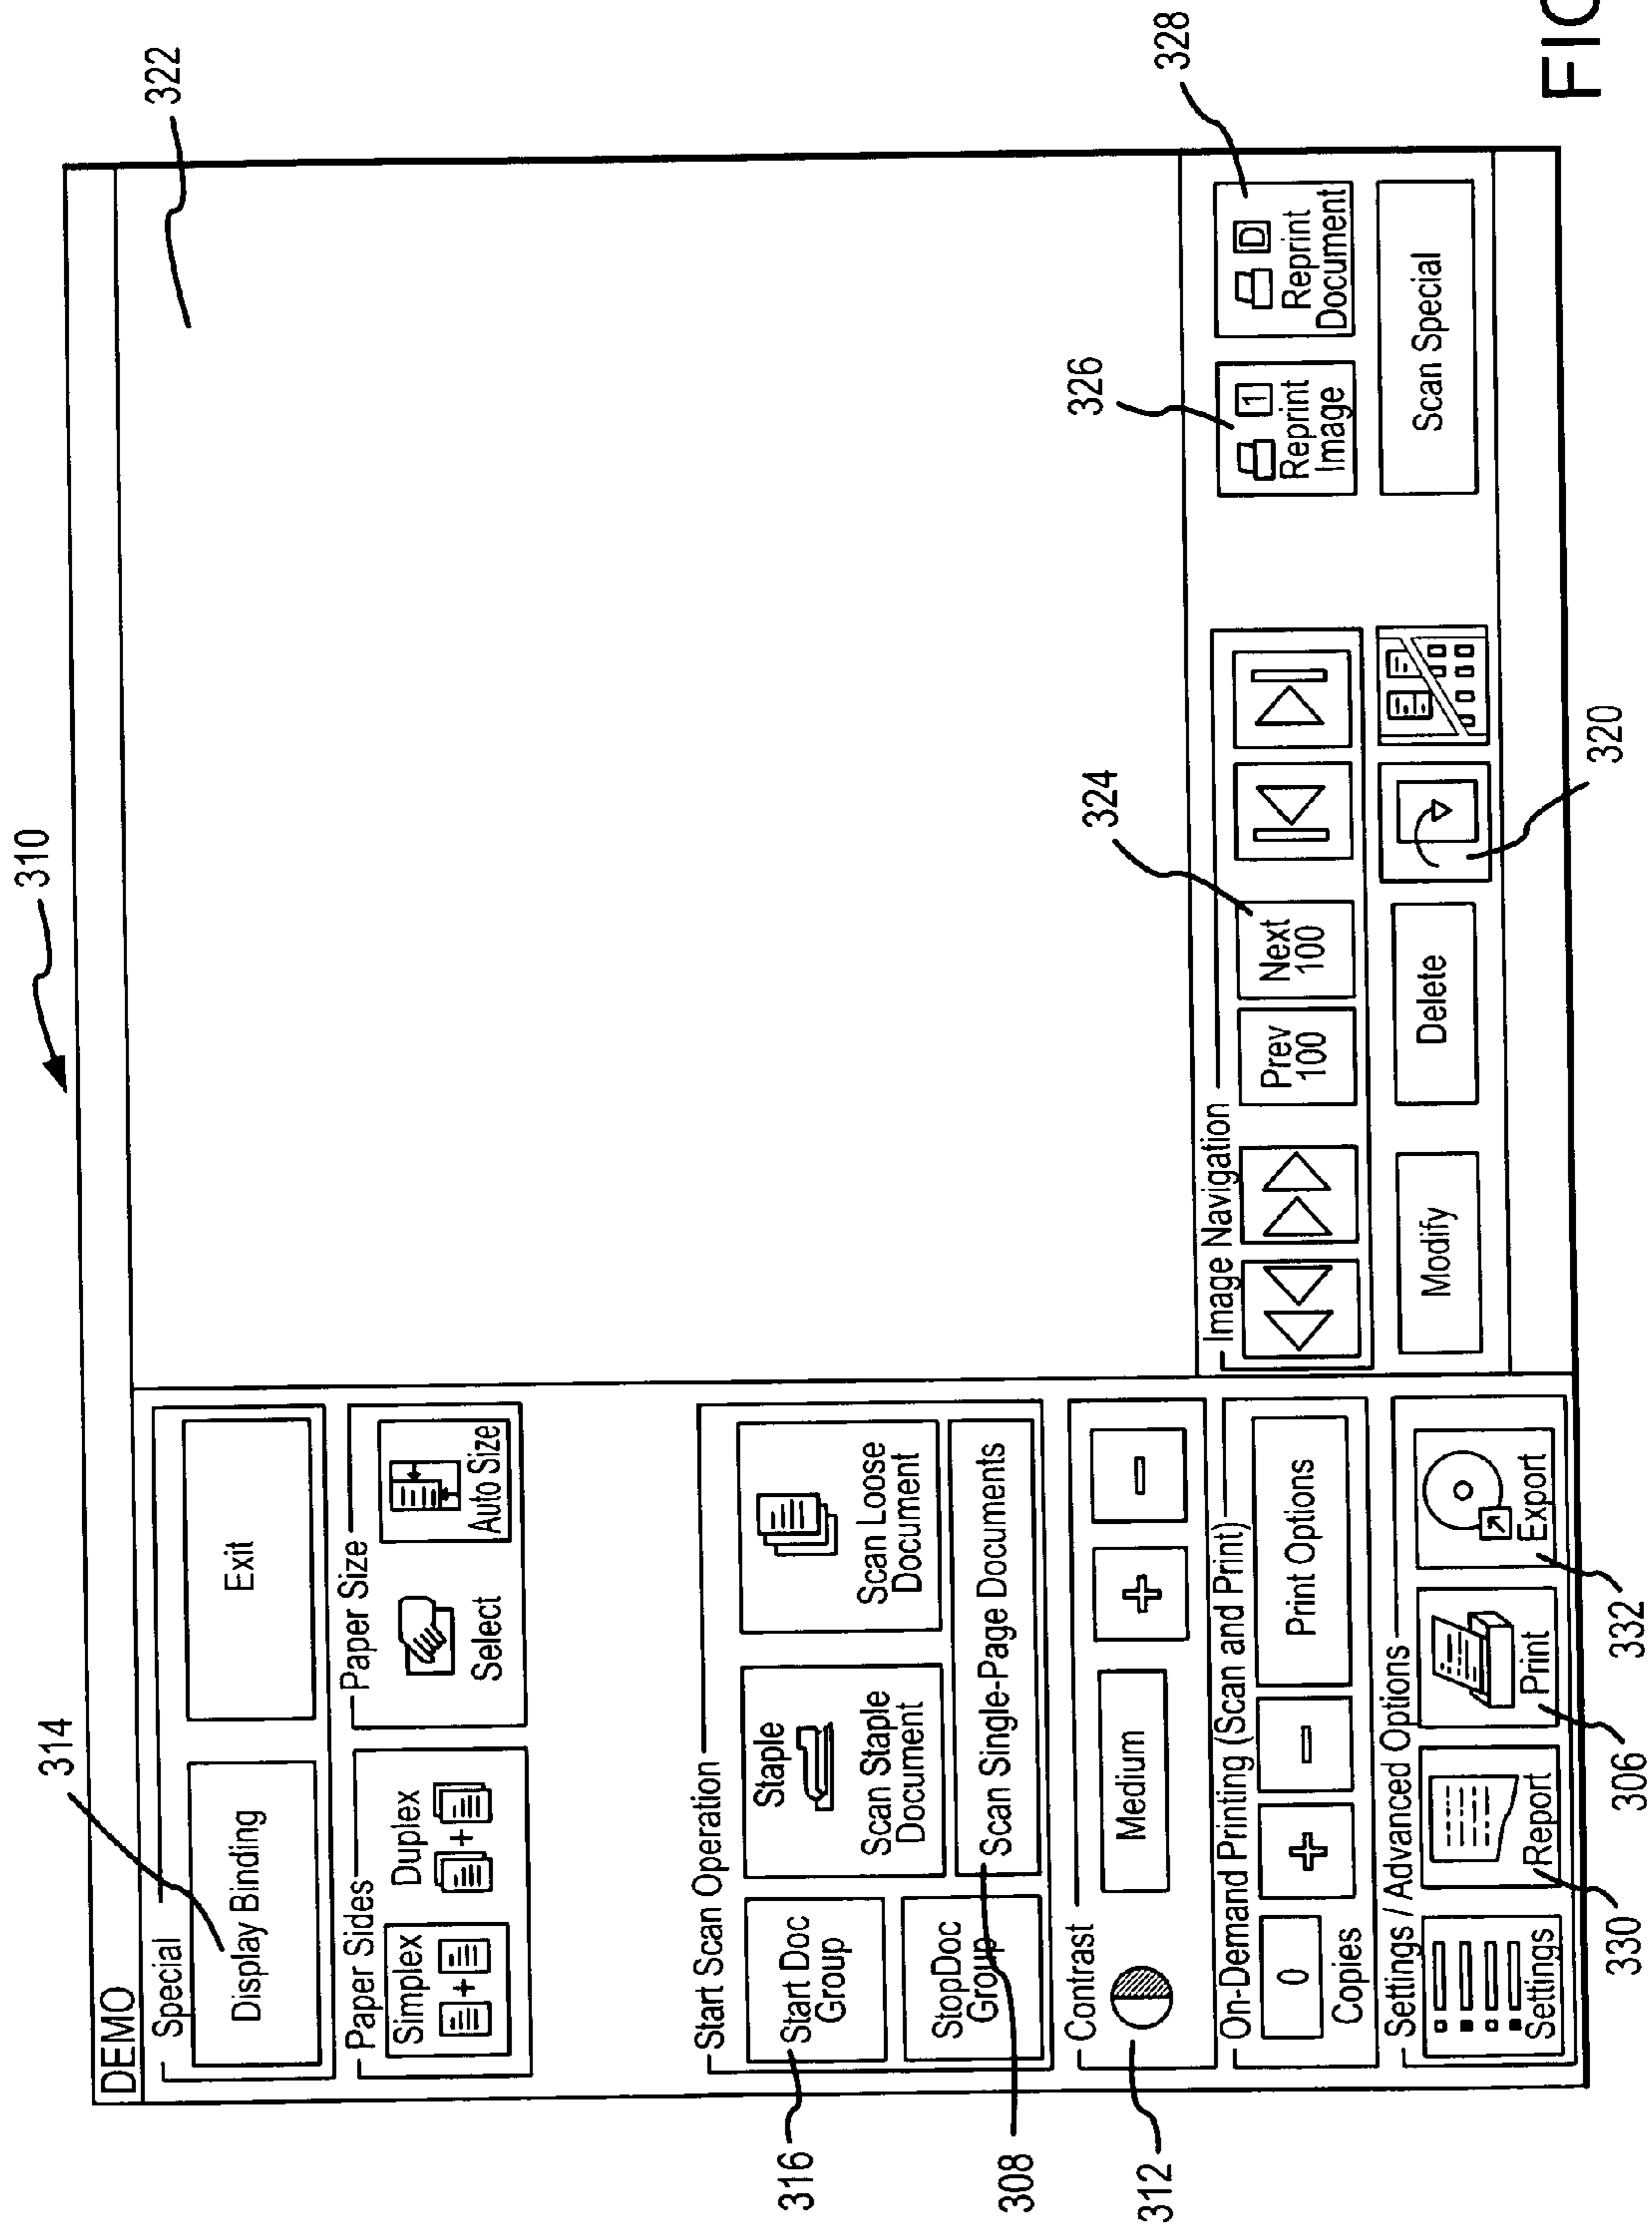 310
322
DEMO
314
Special
Display Binding
Exit
Paper Sides
Simplex
Duplex
Paper Size
Select
Auto Size
Start Scan Operation
316
Start Doc
Group
StopDoc
Group
Staple
Scan Staple
Document
Scan Loose
Document
308
Scan Single-Page Documents
Contrast
312
Medium
+
−
On-Demand Printing (Scan and Print)
0
Copies
+
−
Print Options
Settings / Advanced Options
Settings
Report
Print
Export
330
306
332
Image Navigation
Prev
100
Next
100
324
326
1
Reprint
Image
328
D
Reprint
Document
Modify
Delete
320
Scan Special